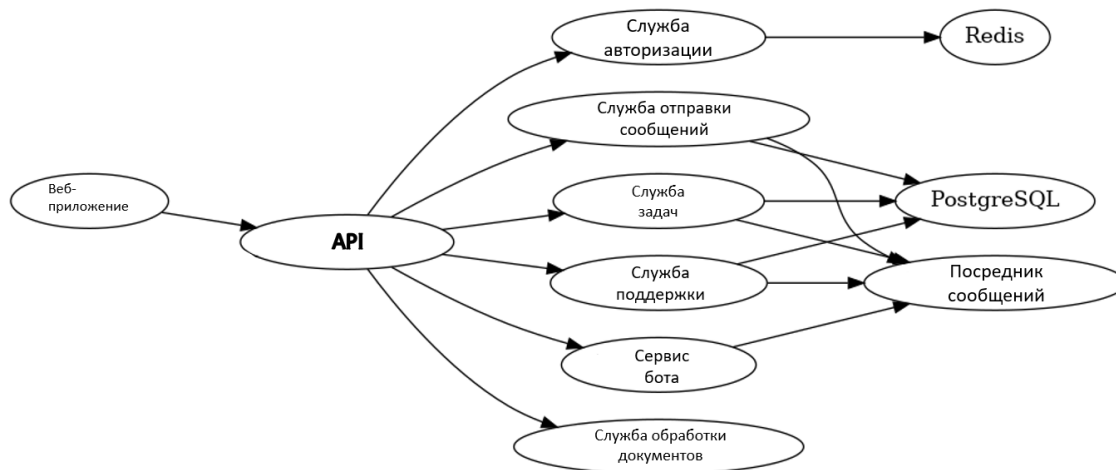 Служба
авторизации
Redis
Служба отправки
сообщений
Веб-
приложение
API
Служба
задач
PostgreSQL
Служба
поддержки
Посредник
сообщений
Сервис
бота
Служба обработки
документов